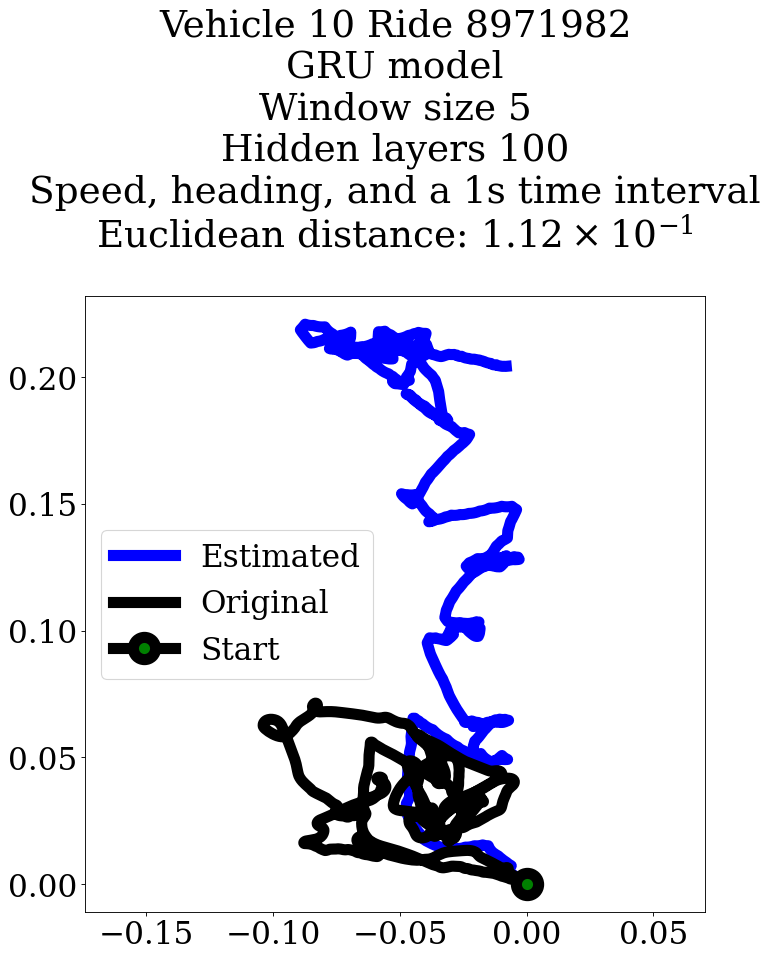 Vehicle 10 Ride 8971982
GRU model
Window size 5
Hidden layers 100
Speed, heading, and a 1s time interval
Euclidean distance: 1.12 × 10⁻¹
0.20
0.15
0.10
0.05
0.00
Estimated
Original
Start
−0.15 −0.10 −0.05 0.00 0.05